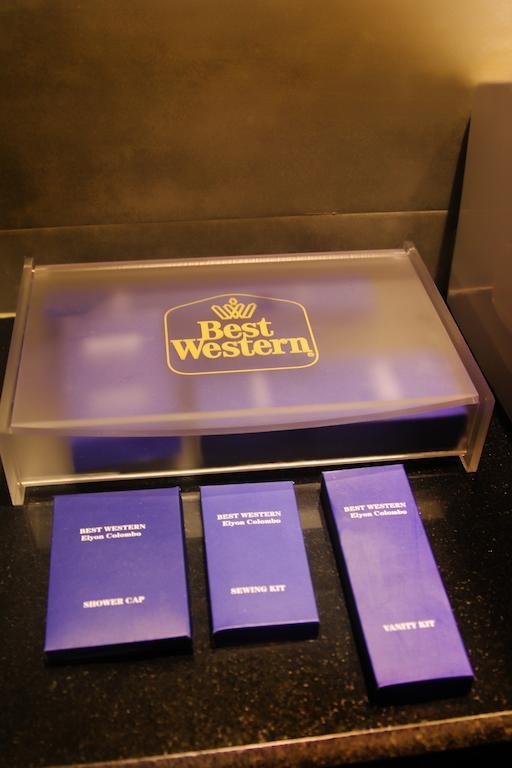 Best
Western®
BEST WESTERN
Elyon Colombo
SHOWER CAP
BEST WESTERN
Elyon Colombo
SEWING KIT
BEST WESTERN
Elyon Colombo
VANITY KIT